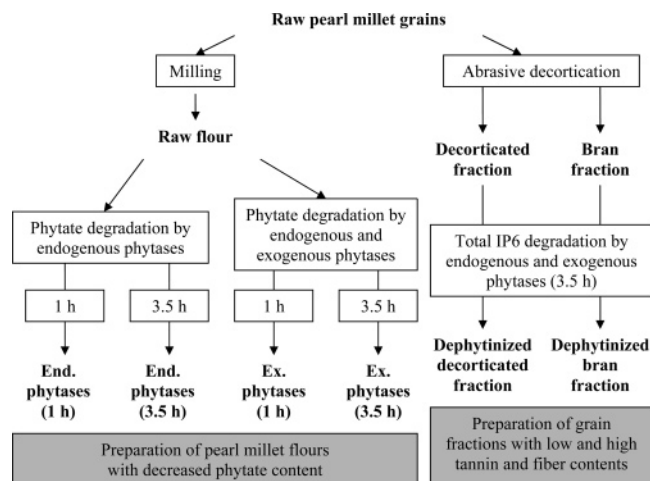 Raw pearl millet grains
Milling
Abrasive decortication
Raw flour
Decorticated
fraction
Bran
fraction
Phytate degradation by
endogenous phytases
Phytate degradation by
endogenous and
exogenous phytases
Total IP6 degradation by
endogenous and exogenous
phytases (3.5 h)
1 h
3.5 h
1 h
3.5 h
End.
phytases
(1 h)
End.
phytases
(3.5 h)
Ex.
phytases
(1 h)
Ex.
phytases
(3.5 h)
Dephytinized
decorticated
fraction
Dephytinized
bran
fraction
Preparation of pearl millet flours
with decreased phytate content
Preparation of grain
fractions with low and high
tannin and fiber contents